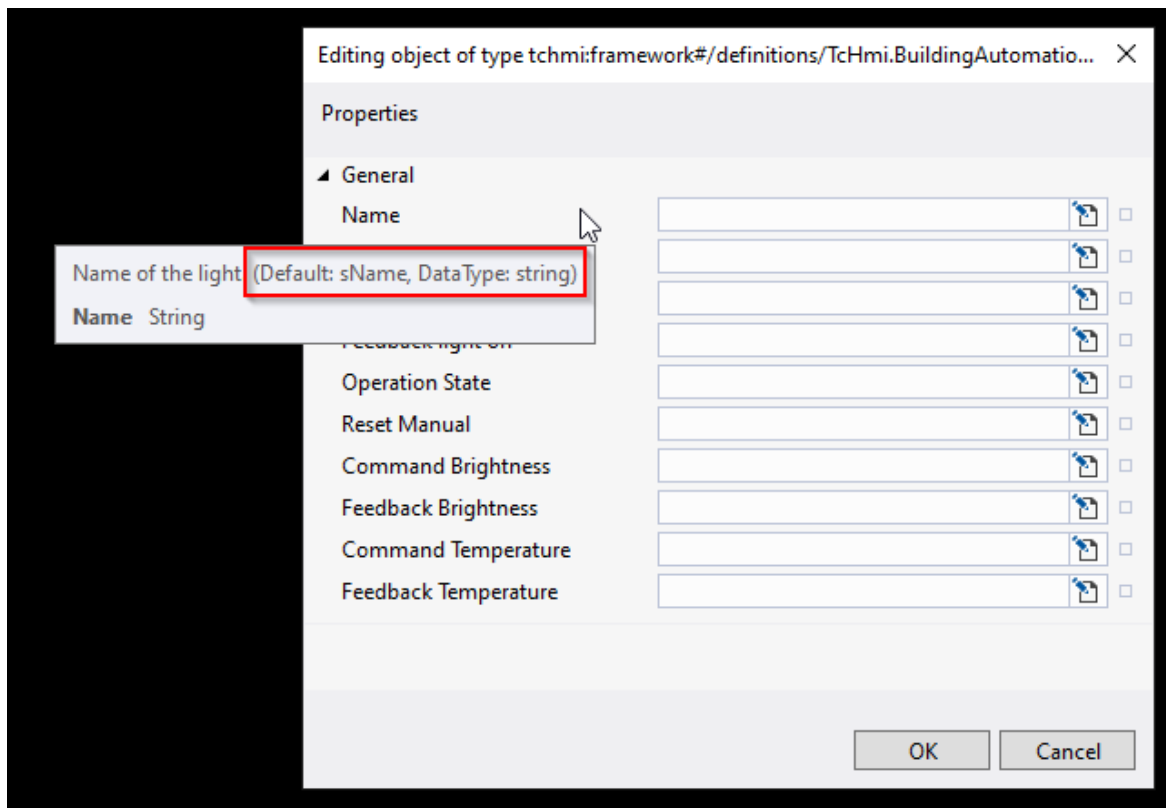 Editing object of type tchmi:framework#/definitions/TcHmi.BuildingAutomatio...
Properties
General
Name
Name of the light (Default: sName, DataType: string)
Name String
Operation State
Reset Manual
Command Brightness
Feedback Brightness
Command Temperature
Feedback Temperature
OK Cancel